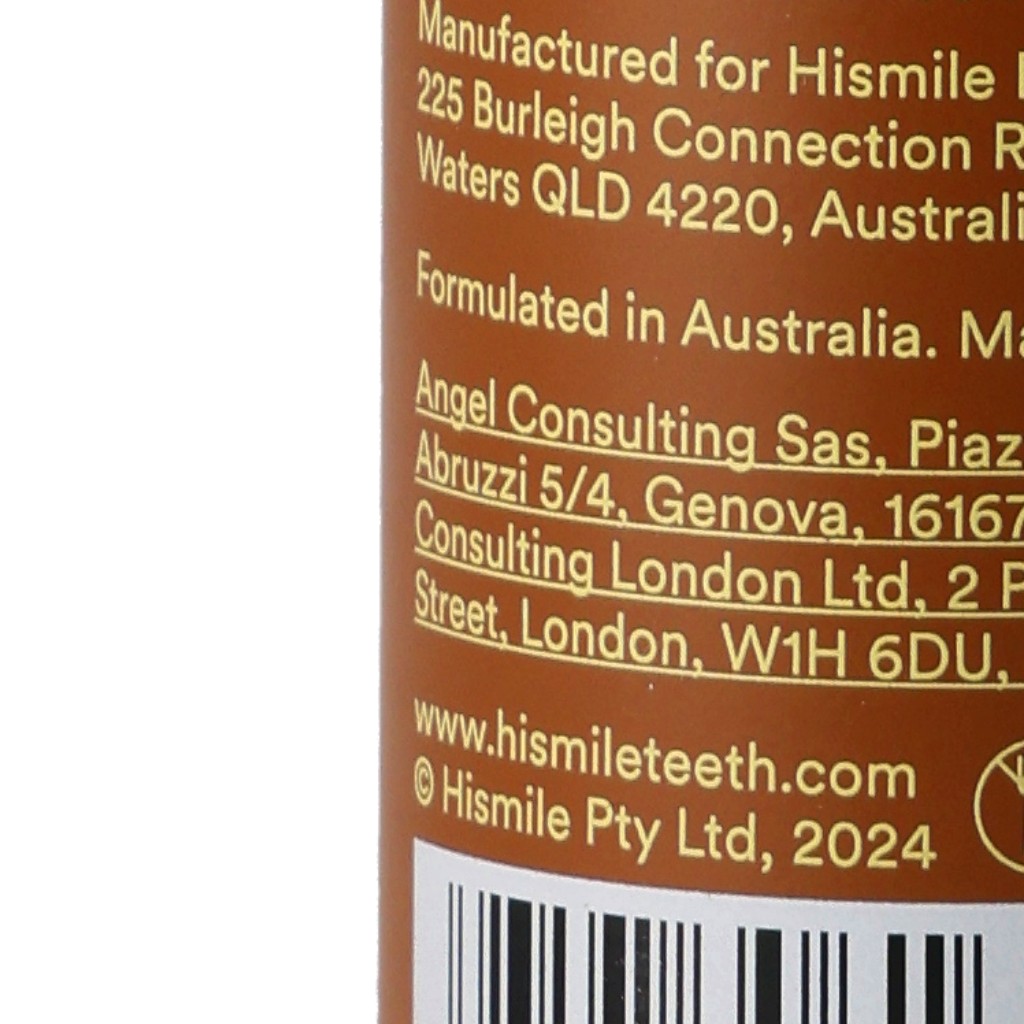 Manufactured for Hismile
225 Burleigh Connection
Waters QLD 4220, Australi
Formulated in Australia. Ma
Angel Consulting Sas, Piaz
Abruzzi 5/4, Genova, 16167
Consulting London Ltd, 2 P
Street, London, W1H 6DU,
www.hismileteeth.com
© Hismile Pty Ltd, 2024